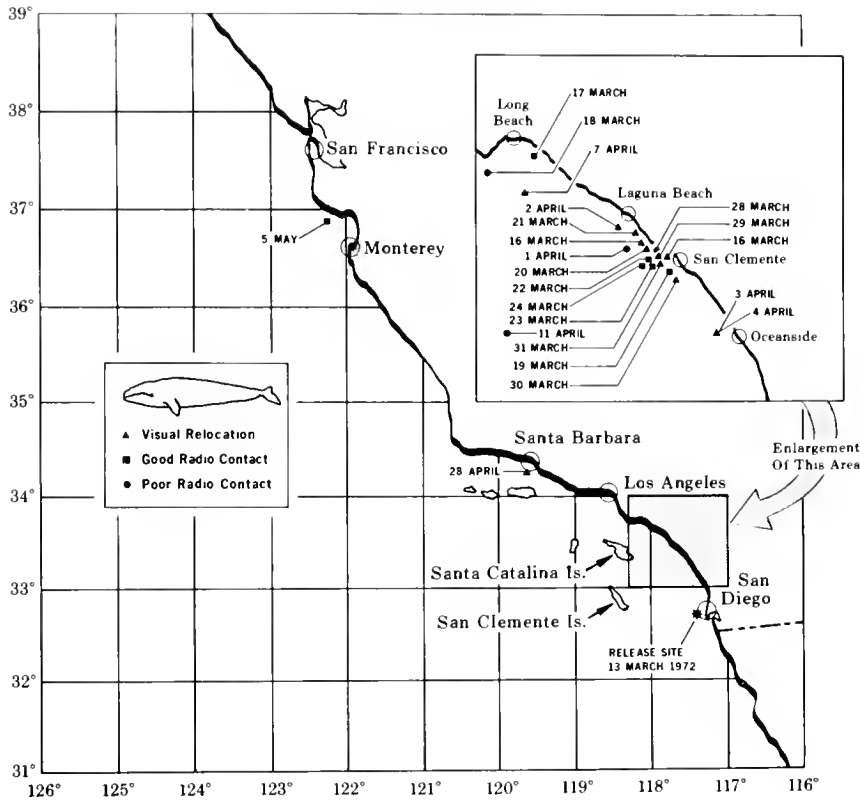 39°
38°
37°
36°
35°
34°
33°
32°
31°
126°
125°
124°
123°
122°
121°
120°
119°
118°
117°
116°
San Francisco
5 MAY
Monterey
Visual Relocation
Good Radio Contact
Poor Radio Contact
Santa Barbara
28 APRIL
Los Angeles
Santa Catalina Is.
San Clemente Is.
San
Diego
RELEASE SITE
13 MARCH 1972
Enlargement
Of This Area
Long
Beach
17 MARCH
18 MARCH
7 APRIL
Laguna Beach
2 APRIL
21 MARCH
16 MARCH
1 APRIL
20 MARCH
22 MARCH
24 MARCH
23 MARCH
11 APRIL
31 MARCH
19 MARCH
30 MARCH
28 MARCH
29 MARCH
16 MARCH
San Clemente
3 APRIL
4 APRIL
Oceanside